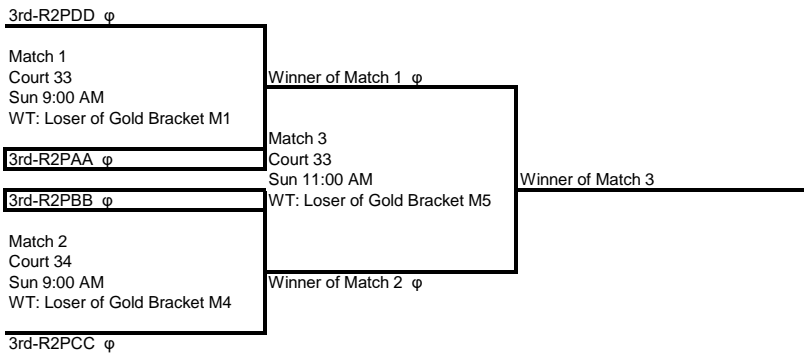 3rd-R2PDD φ
Match 1
Court 33
Sun 9:00 AM
WT: Loser of Gold Bracket M1
3rd-R2PAA φ
3rd-R2PBB φ
Match 2
Court 34
Sun 9:00 AM
WT: Loser of Gold Bracket M4
3rd-R2PCC φ
Winner of Match 1 φ
Match 3
Court 33
Sun 11:00 AM
WT: Loser of Gold Bracket M5
Winner of Match 2 φ
Winner of Match 3